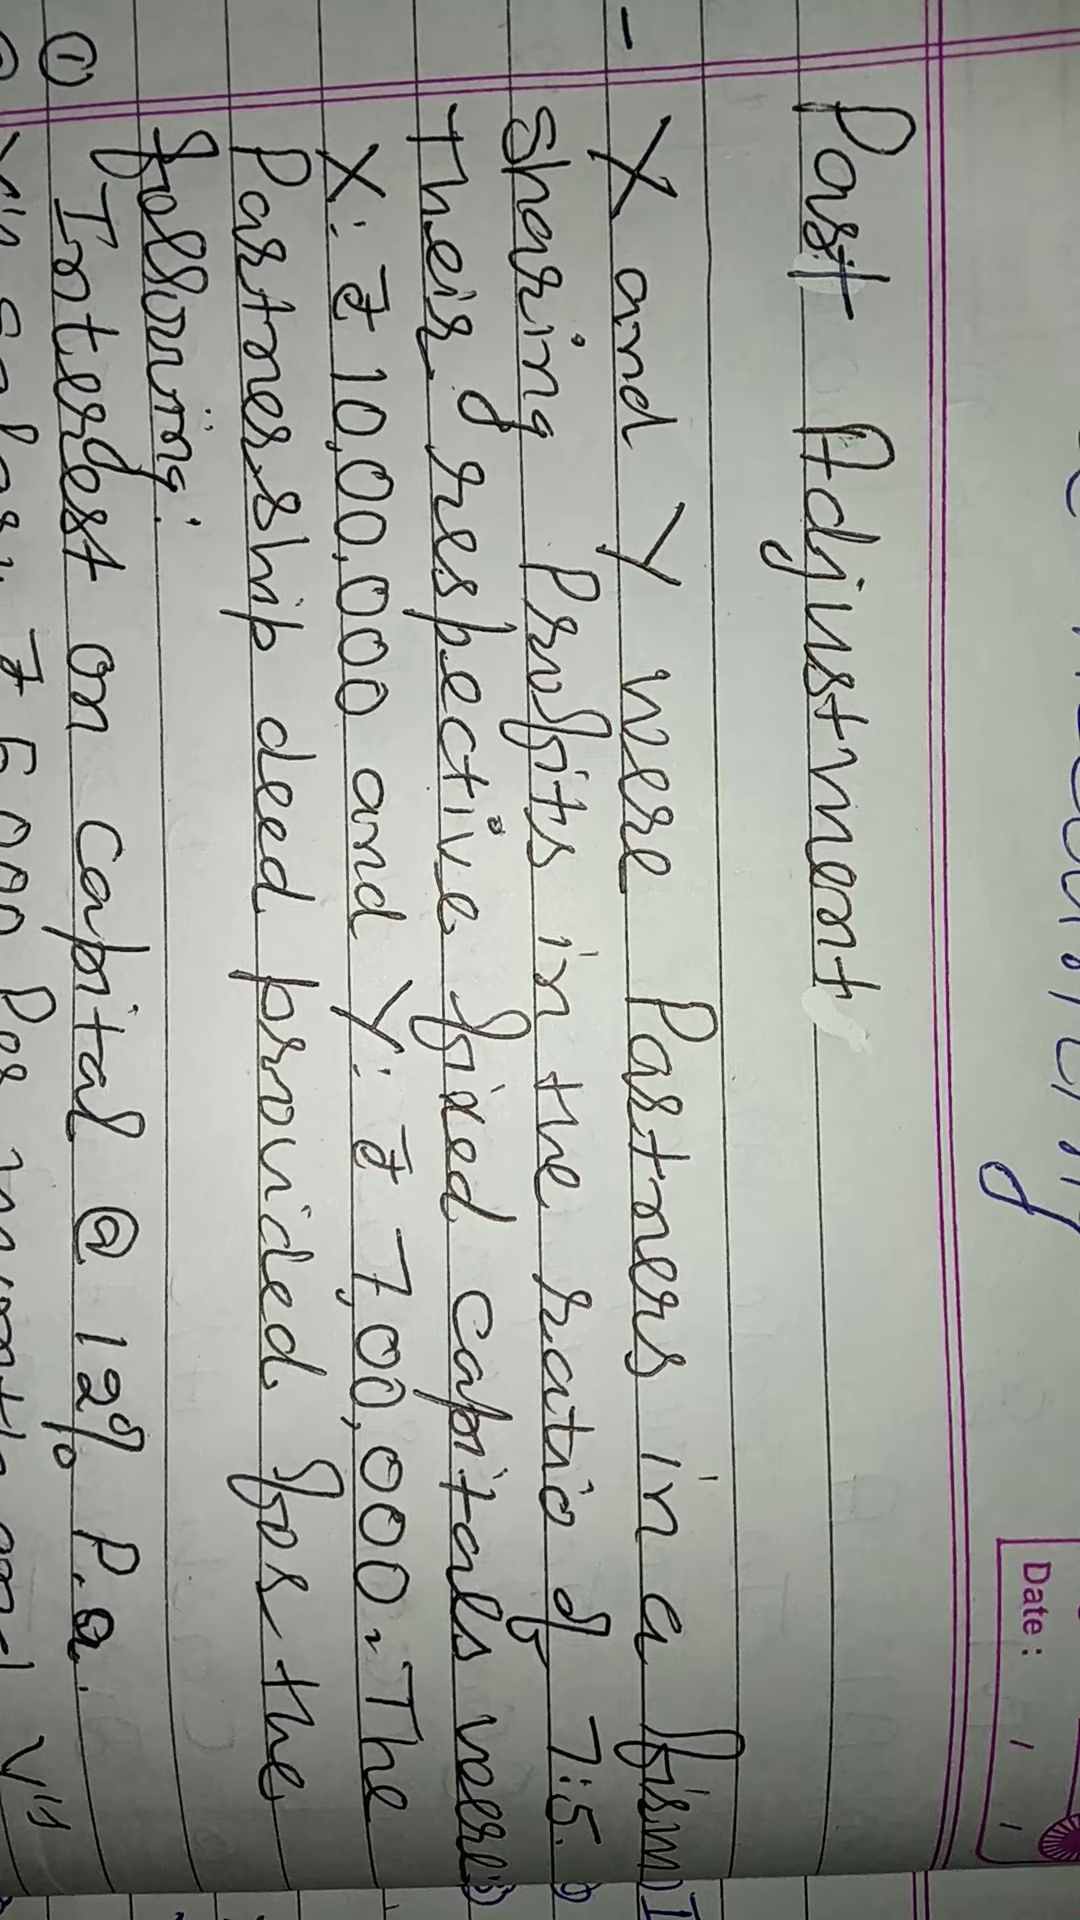 Date: / /
Past Adjustment
- X and Y were Partners in a firm
Sharing Profits in the ratio of 7:5.
Their respective fixed capitals were
X: ₹ 10,00,000 and Y: ₹ 7,00,000. The
Partnership deed provided for the
following:
① Interest on capital @ 12% P.a.